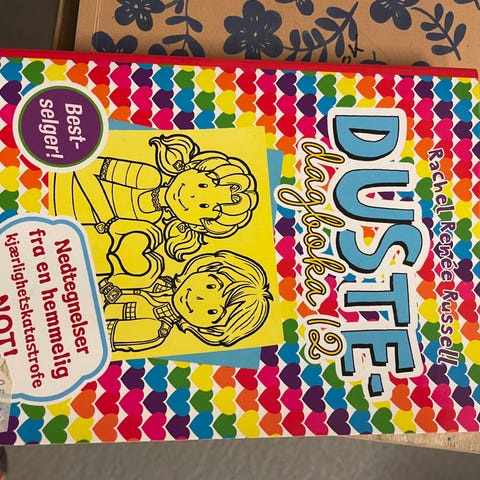 Rachel Renée Russell
DUSTE-
dagboka 12
Best-
selger!
Nedtegnelser
fra en hemmelig
kjærlighetskatastrofe
NOT!